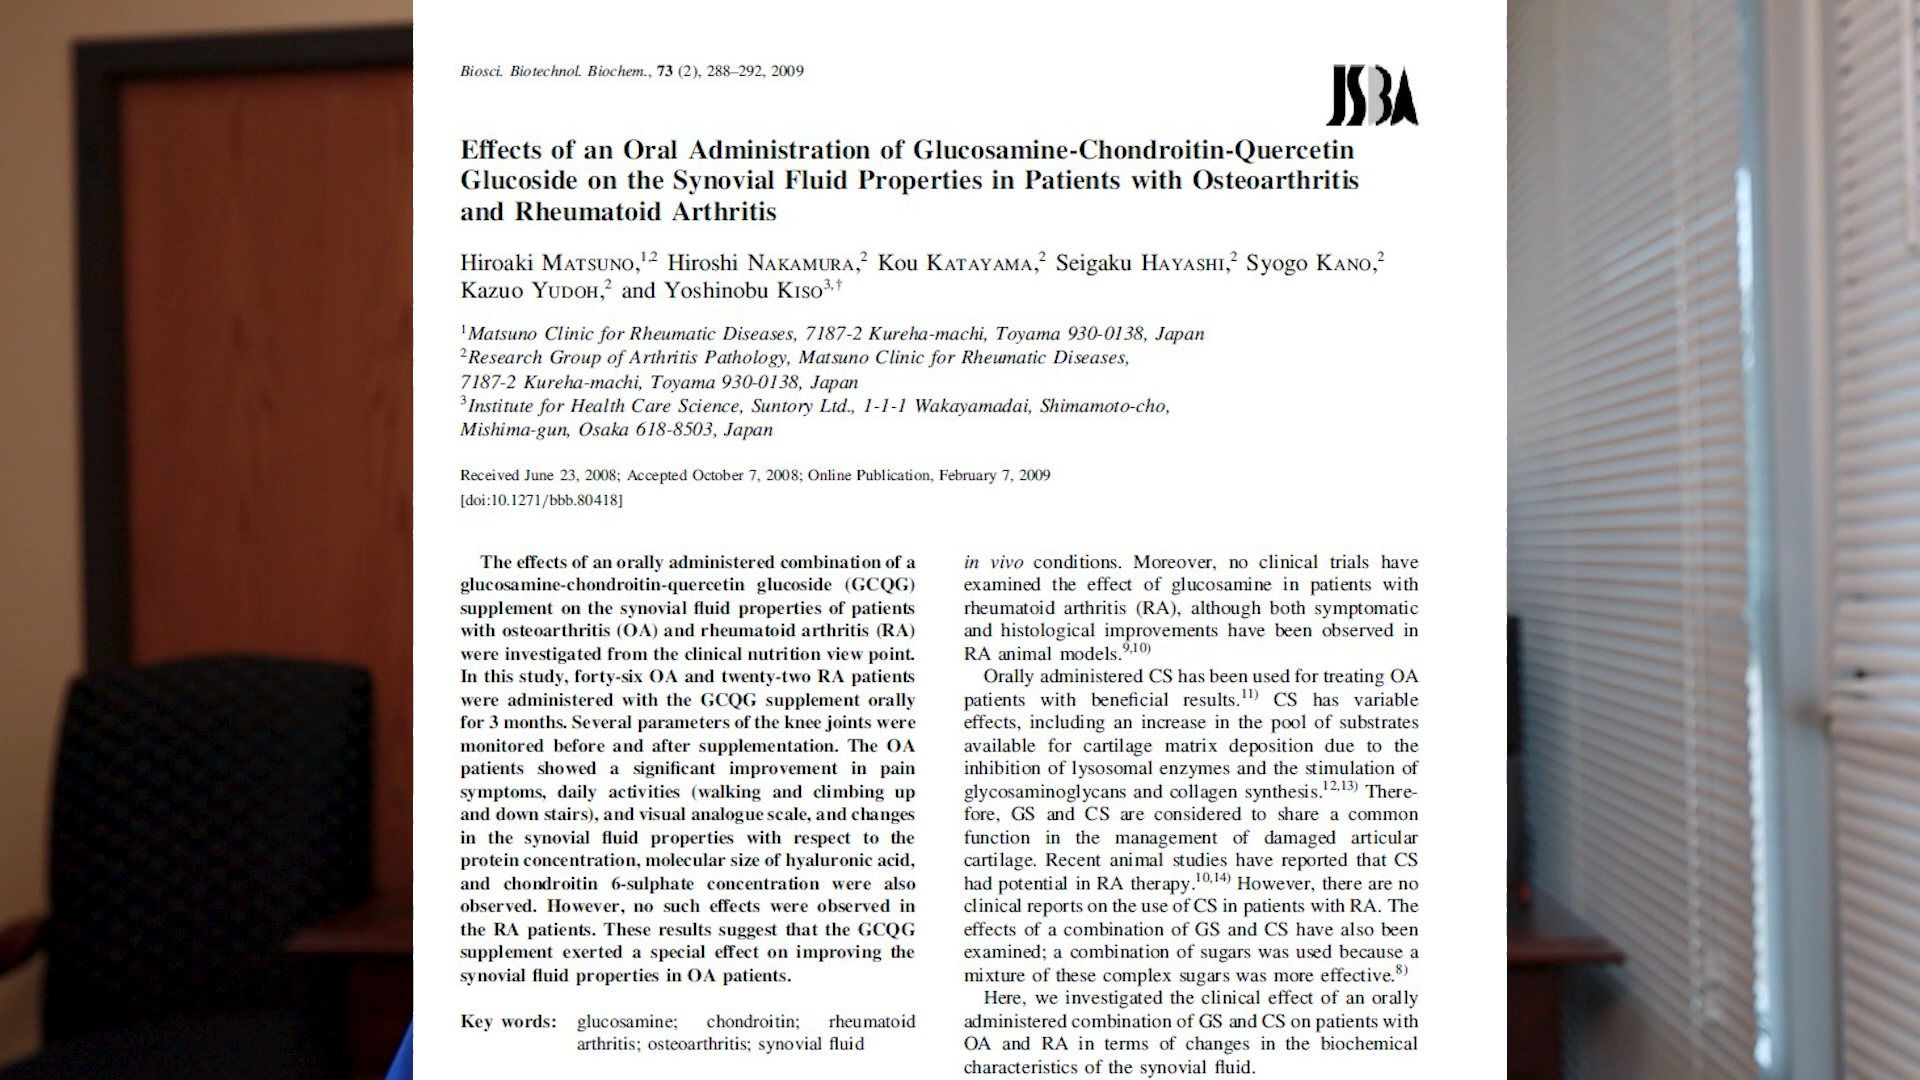 Biosci. Biotechnol. Biochem., 73 (2), 288–292, 2009
JSBA
Effects of an Oral Administration of Glucosamine-Chondroitin-Quercetin
Glucoside on the Synovial Fluid Properties in Patients with Osteoarthritis
and Rheumatoid Arthritis
Hiroaki MATSUNO,1,2 Hiroshi NAKAMURA,2 Kou KATAYAMA,2 Seigaku HAYASHI,2 Syogo KANO,2
Kazuo YUDOH,2 and Yoshinobu KISO3,†
1Matsuno Clinic for Rheumatic Diseases, 7187-2 Kureha-machi, Toyama 930-0138, Japan
2Research Group of Arthritis Pathology, Matsuno Clinic for Rheumatic Diseases,
7187-2 Kureha-machi, Toyama 930-0138, Japan
3Institute for Health Care Science, Suntory Ltd., 1-1-1 Wakayamadai, Shimamoto-cho,
Mishima-gun, Osaka 618-8503, Japan
Received June 23, 2008; Accepted October 7, 2008; Online Publication, February 7, 2009
[doi:10.1271/bbb.80418]
The effects of an orally administered combination of a
glucosamine-chondroitin-quercetin glucoside (GCQG)
supplement on the synovial fluid properties of patients
with osteoarthritis (OA) and rheumatoid arthritis (RA)
were investigated from the clinical nutrition view point.
In this study, forty-six OA and twenty-two RA patients
were administered with the GCQG supplement orally
for 3 months. Several parameters of the knee joints were
monitored before and after supplementation. The OA
patients showed a significant improvement in pain
symptoms, daily activities (walking and climbing up
and down stairs), and visual analogue scale, and changes
in the synovial fluid properties with respect to the
protein concentration, molecular size of hyaluronic acid,
and chondroitin 6-sulphate concentration were also
observed. However, no such effects were observed in
the RA patients. These results suggest that the GCQG
supplement exerted a special effect on improving the
synovial fluid properties in OA patients.
Key words: glucosamine; chondroitin; rheumatoid
arthritis; osteoarthritis; synovial fluid
in vivo conditions. Moreover, no clinical trials have
examined the effect of glucosamine in patients with
rheumatoid arthritis (RA), although both symptomatic
and histological improvements have been observed in
RA animal models.9,10)
Orally administered CS has been used for treating OA
patients with beneficial results.11) CS has variable
effects, including an increase in the pool of substrates
available for cartilage matrix deposition due to the
inhibition of lysosomal enzymes and the stimulation of
glycosaminoglycans and collagen synthesis.12,13) There-
fore, GS and CS are considered to share a common
function in the management of damaged articular
cartilage. Recent animal studies have reported that CS
had potential in RA therapy.10,14) However, there are no
clinical reports on the use of CS in patients with RA. The
effects of a combination of GS and CS have also been
examined; a combination of sugars was used because a
mixture of these complex sugars was more effective.8)
Here, we investigated the clinical effect of an orally
administered combination of GS and CS on patients with
OA and RA in terms of changes in the biochemical
characteristics of the synovial fluid.